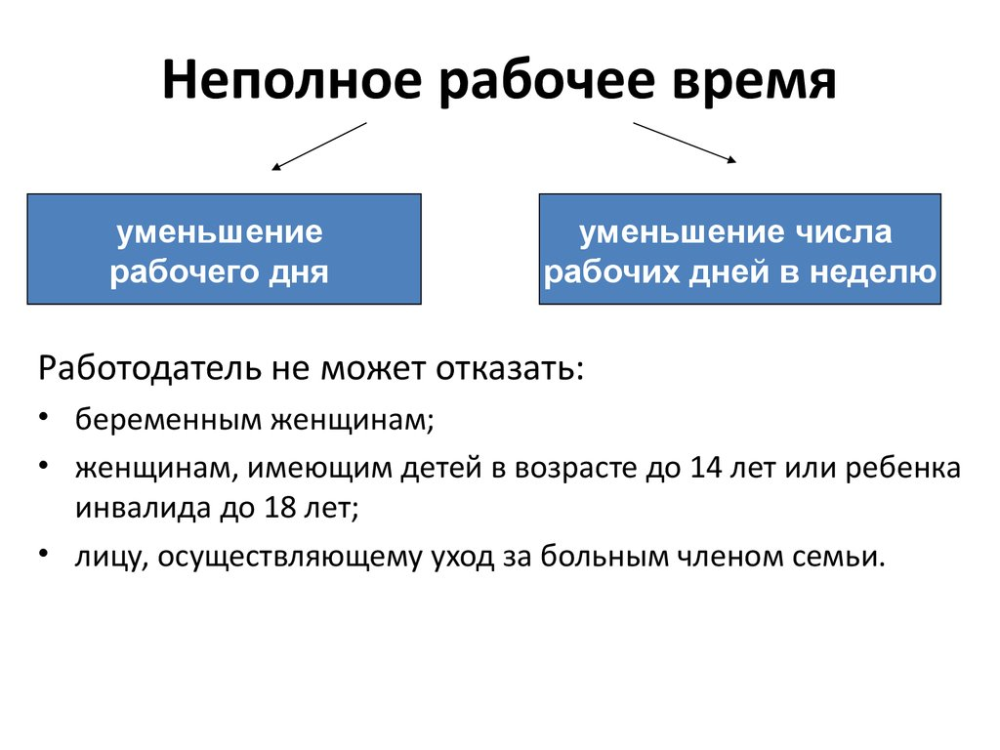 Неполное рабочее время
уменьшение
рабочего дня
уменьшение числа
рабочих дней в неделю
Работодатель не может отказать:
• беременным женщинам;
• женщинам, имеющим детей в возрасте до 14 лет или ребенка
инвалида до 18 лет;
• лицу, осуществляющему уход за больным членом семьи.